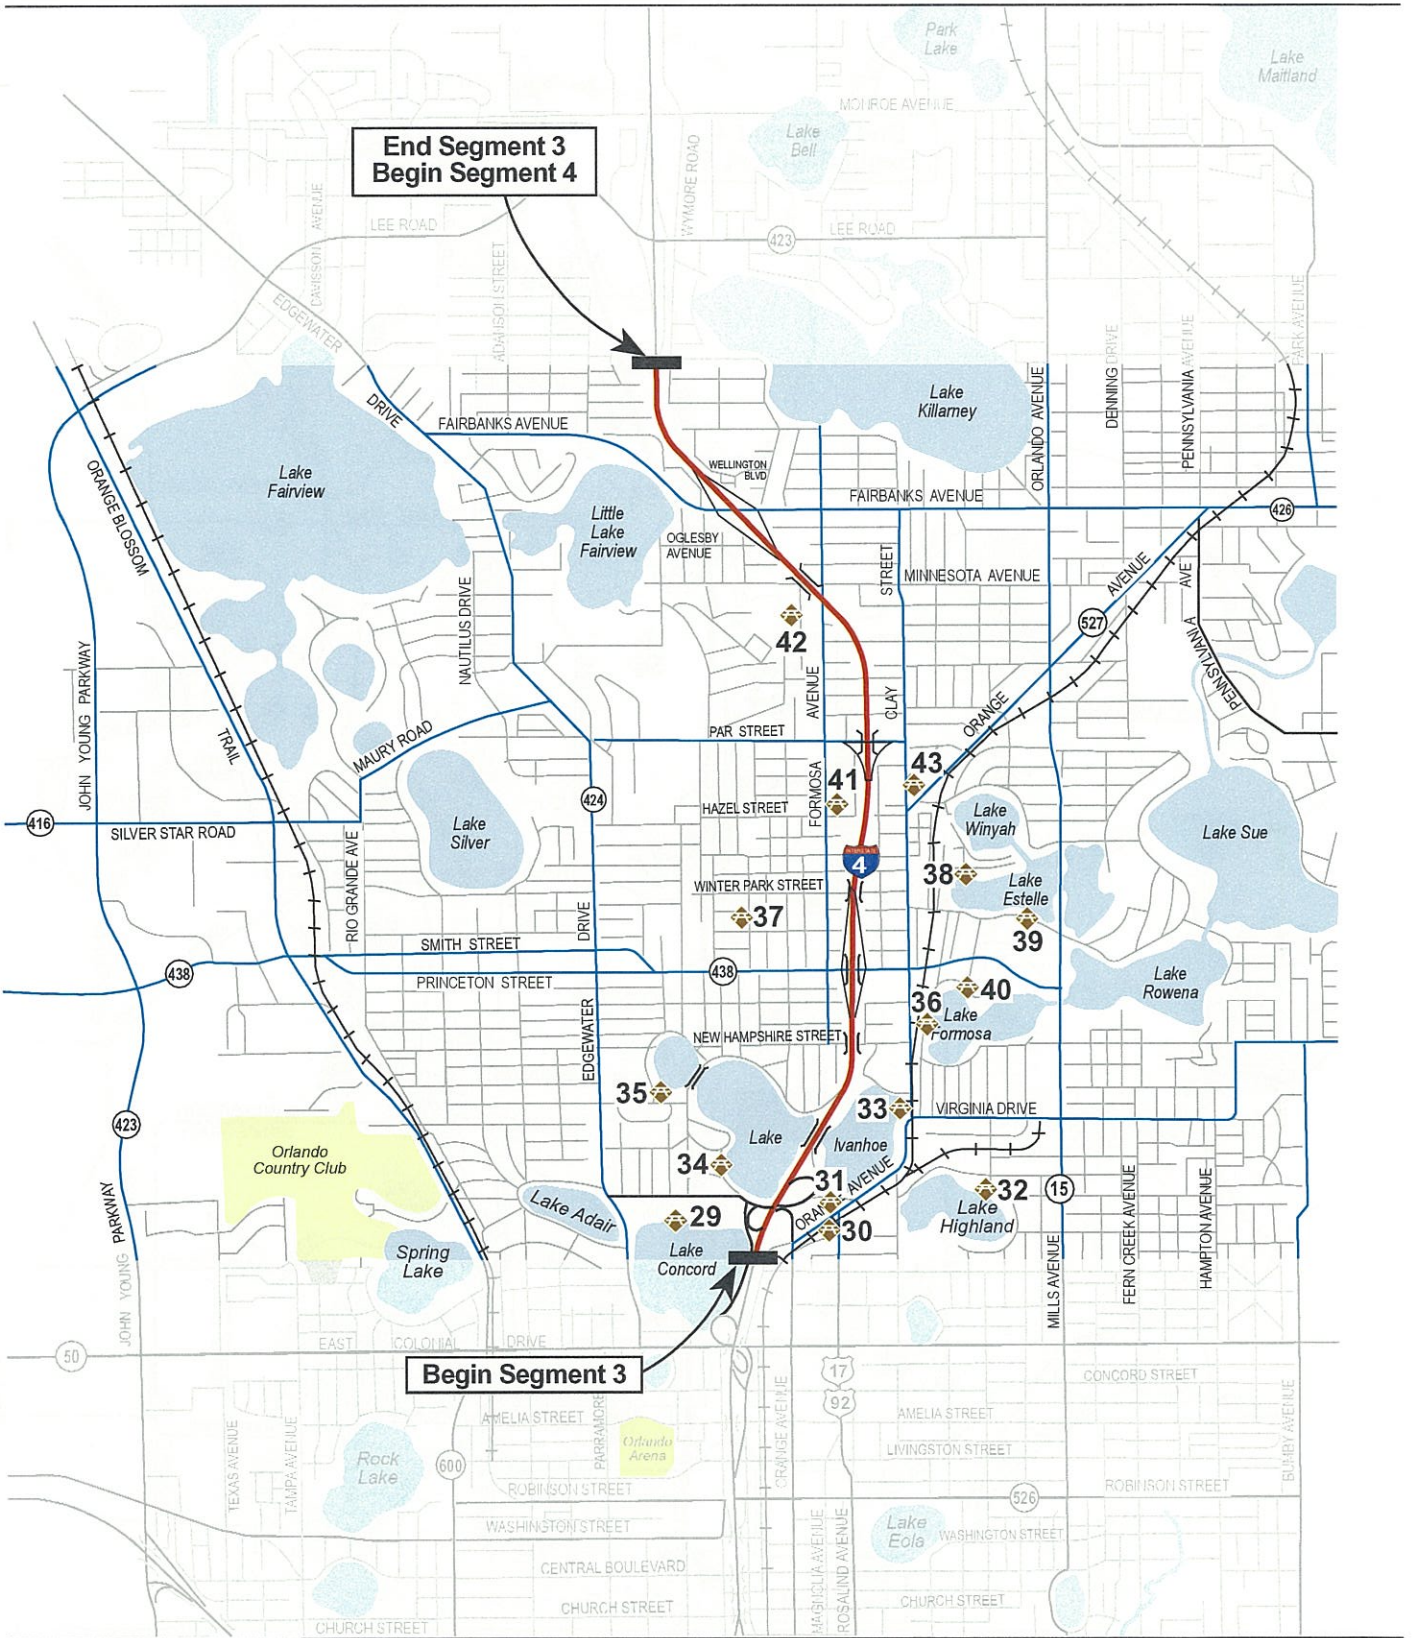 Park
Lake
Lake
Maitland
MONROE AVENUE
Lake
Bell
End Segment 3
Begin Segment 4
WYMORE ROAD
DAVISSON AVENUE
LEE ROAD
423
LEE ROAD
ADANSON STREET
EDGEWATER
DRIVE
PARK AVENUE
DENNING DRIVE
PENNSYLVANIA AVENUE
ORLANDO AVENUE
Lake
Killarney
FAIRBANKS AVENUE
WELLINGTON
BLVD
Lake
Fairview
ORANGE BLOSSOM
TRAIL
FAIRBANKS AVENUE
426
Little
Lake
Fairview
OGLESBY
AVENUE
STREET
MINNESOTA AVENUE
AVENUE
PENNSYLVANIA AVE
NAUTILUS DRIVE
42
527
JOHN YOUNG PARKWAY
AVENUE
CLAY
ORANGE
PAR STREET
MAURY ROAD
43
41
424
HAZEL STREET
FORMOSA
Lake
Winyah
416
SILVER STAR ROAD
Lake
Silver
Lake Sue
4
38
Lake
Estelle
RIO GRANDE AVE
WINTER PARK STREET
37
39
DRIVE
SMITH STREET
438
438
PRINCETON STREET
Lake
Rowena
40
36
Lake
Formosa
EDGEWATER
NEW HAMPSHIRE STREET
35
33
VIRGINIA DRIVE
423
Lake
Ivanhoe
Orlando
Country Club
34
31
ORANGE AVENUE
32
15
Lake
Highland
PARKWAY
Lake Adair
29
30
FERN CREEK AVENUE
HAMPTON AVENUE
Spring
Lake
Lake
Concord
JOHN YOUNG
MILLS AVENUE
EAST COLONIAL DRIVE
50
Begin Segment 3
17
92
CONCORD STREET
ORANGE AVENUE
BUMBY AVENUE
AMELIA STREET
AMELIA STREET
PARRAMORE
Orlando
Arena
LIVINGSTON STREET
TEXAS AVENUE
TAMPA AVENUE
Rock
Lake
600
ROBINSON STREET
526
ROBINSON STREET
WASHINGTON STREET
Lake
Eola
WASHINGTON STREET
MAGNOLIA AVENUE
ROSALIND AVENUE
CENTRAL BOULEVARD
CHURCH STREET
CHURCH STREET
CHURCH STREET